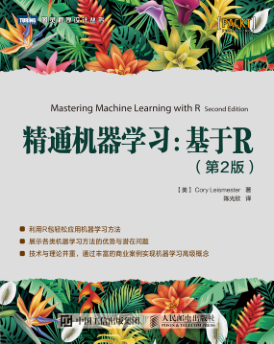 TURING 图灵程序设计丛书
[PACKT]
Mastering Machine Learning with R Second Edition
精通机器学习：基于R
（第2版）
【美】Cory Lesmeister 著
陈光欣 译
利用R包轻松应用机器学习方法
展示各类机器学习方法的优势与潜在问题
技术与理论并重，通过丰富的商业案例实现机器学习高级概念
中国工信出版集团
人民邮电出版社
POSTS & TELECOM PRESS